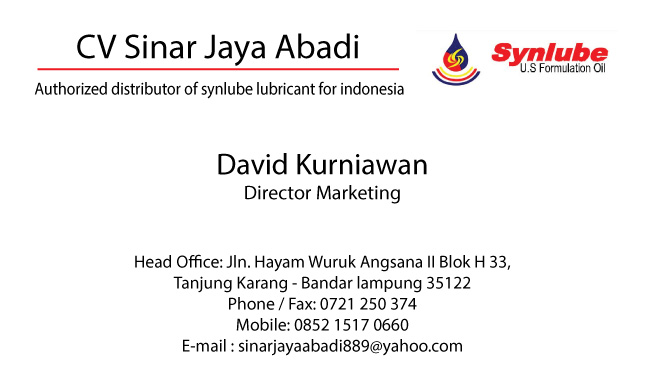 CV Sinar Jaya Abadi
Authorized distributor of synlube lubricant for indonesia
Synlube
U.S Formulation Oil
David Kurniawan
Director Marketing
Head Office: Jln. Hayam Wuruk Angsana II Blok H 33,
Tanjung Karang - Bandar lampung 35122
Phone / Fax: 0721 250 374
Mobile: 0852 1517 0660
E-mail : sinarjayaabadi889@yahoo.com